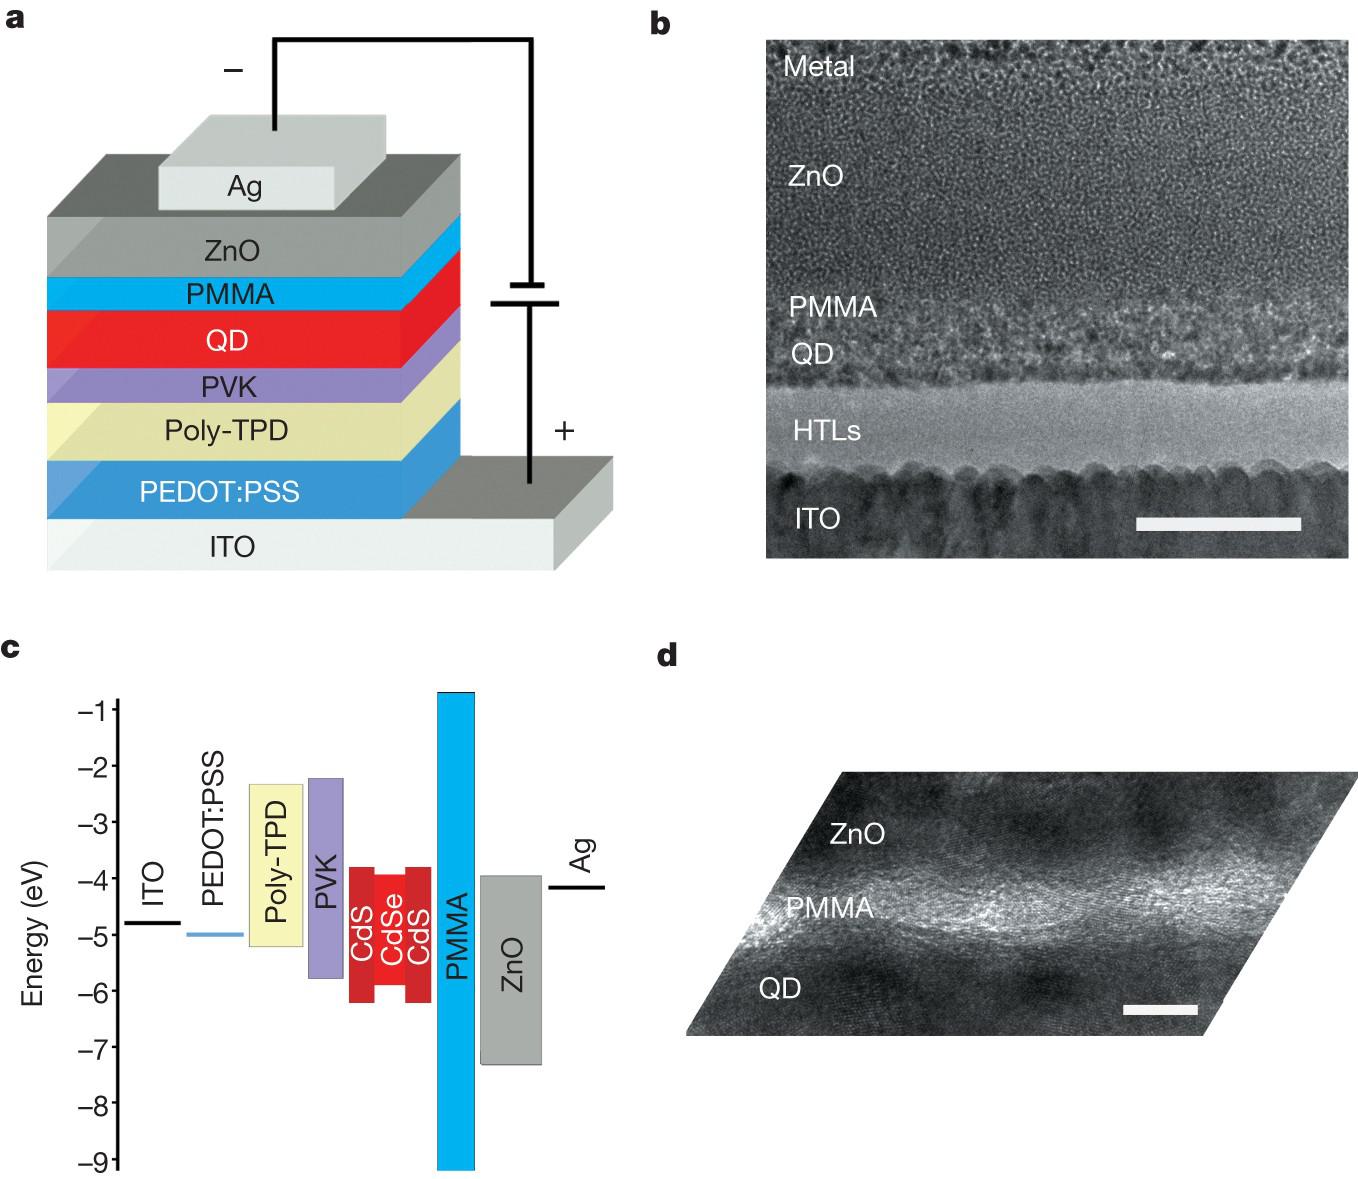 a
–
Ag
ZnO
PMMA
QD
PVK
Poly-TPD
+
PEDOT:PSS
ITO
b
Metal
ZnO
PMMA
QD
HTLs
ITO
c
Energy (eV)
–1
–2
–3
–4
–5
–6
–7
–8
–9
ITO
PEDOT:PSS
Poly-TPD
PVK
CdS
CdSe
CdS
PMMA
ZnO
Ag
d
ZnO
PMMA
QD